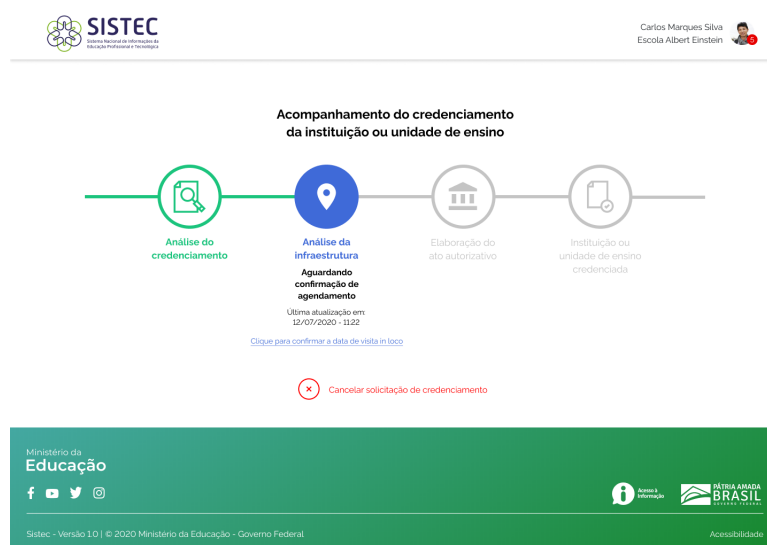 SISTEC
Sistema Nacional de Informações da
Educação Profissional e Tecnológica
Carlos Marques Silva
Escola Albert Einstein
5
Acompanhamento do credenciamento
da instituição ou unidade de ensino
Análise do
credenciamento
Análise da
infraestrutura
Aguardando
confirmação de
agendamento
Última atualização em:
12/07/2020 - 11:22
Clique para confirmar a data de visita in loco
Elaboração do
ato autorizativo
Instituição ou
unidade de ensino
credenciada
Cancelar solicitação de credenciamento
Ministério da
Educação
Acesso à
Informação
PÁTRIA AMADA
BRASIL
GOVERNO FEDERAL
Sistec - Versão 1.0 | © 2020 Ministério da Educação - Governo Federal
Acessibilidade